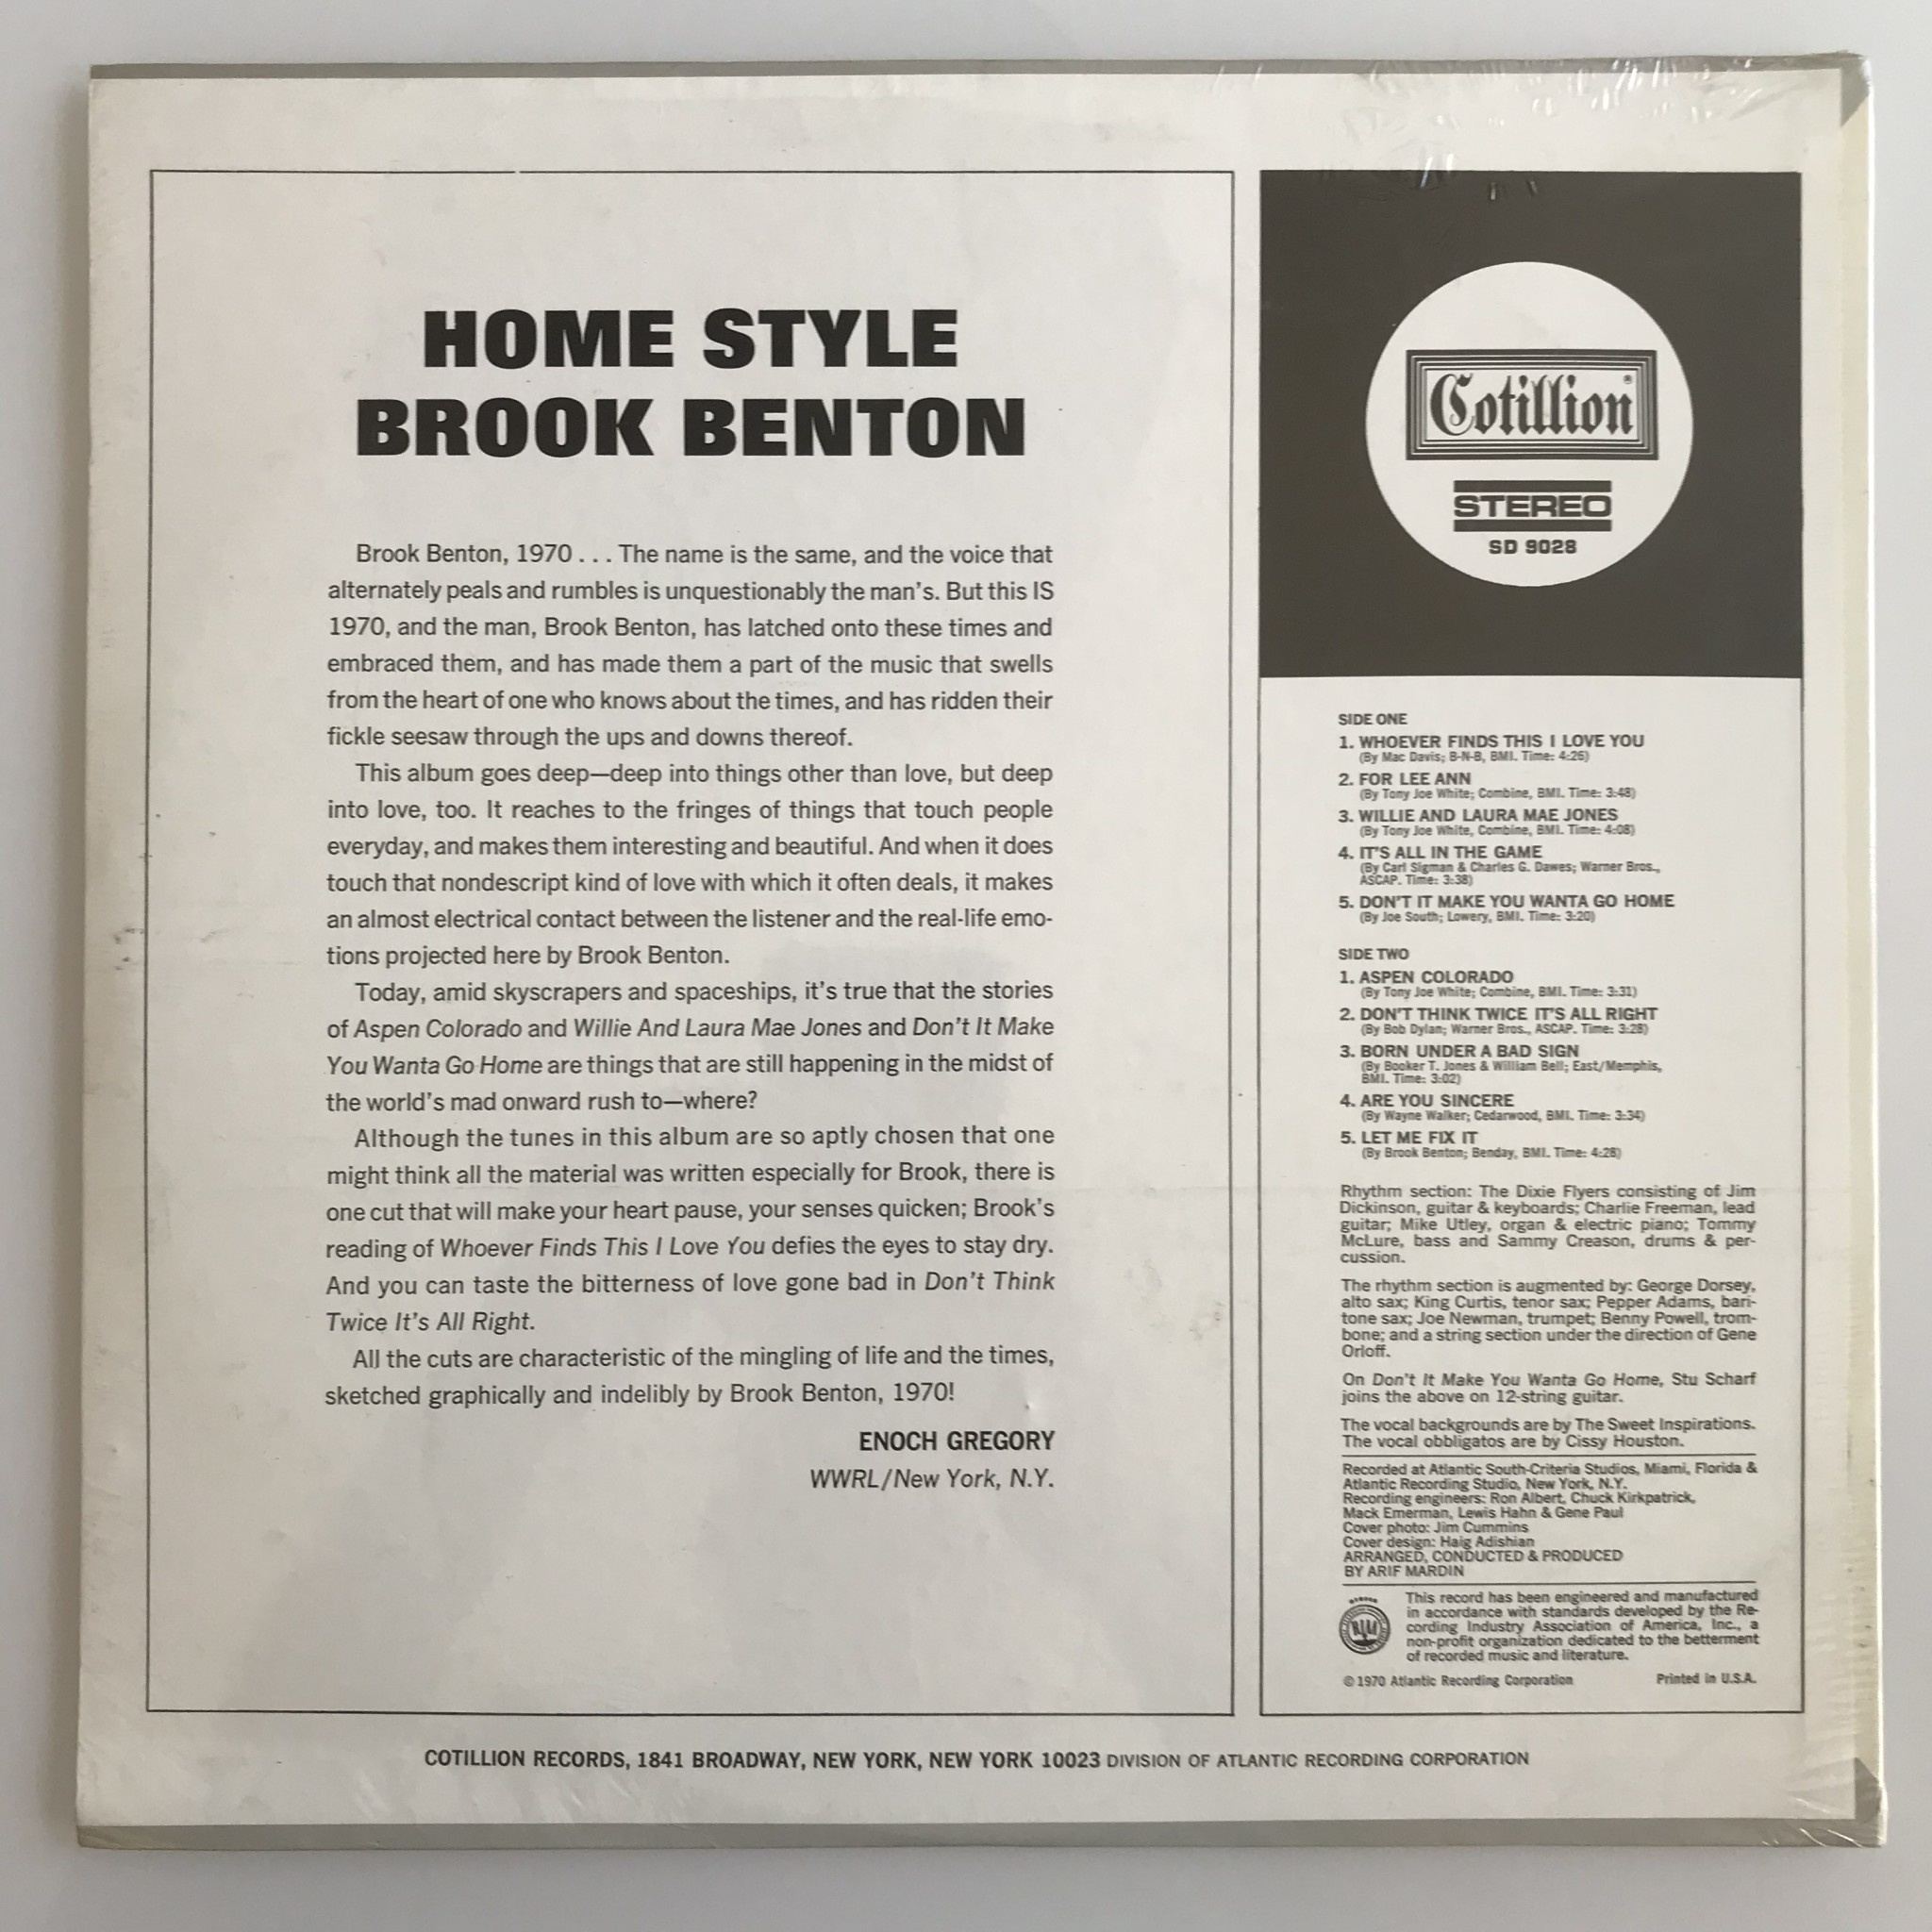 HOME STYLE
BROOK BENTON
Brook Benton, 1970 . . . The name is the same, and the voice that
alternately peals and rumbles is unquestionably the man's. But this IS
1970, and the man, Brook Benton, has latched onto these times and
embraced them, and has made them a part of the music that swells
from the heart of one who knows about the times, and has ridden their
fickle seesaw through the ups and downs thereof.
This album goes deep—deep into things other than love, but deep
into love, too. It reaches to the fringes of things that touch people
everyday, and makes them interesting and beautiful. And when it does
touch that nondescript kind of love with which it often deals, it makes
an almost electrical contact between the listener and the real-life emo-
tions projected here by Brook Benton.
Today, amid skyscrapers and spaceships, it's true that the stories
of Aspen Colorado and Willie And Laura Mae Jones and Don't It Make
You Wanta Go Home are things that are still happening in the midst of
the world's mad onward rush to—where?
Although the tunes in this album are so aptly chosen that one
might think all the material was written especially for Brook, there is
one cut that will make your heart pause, your senses quicken; Brook's
reading of Whoever Finds This I Love You defies the eyes to stay dry.
And you can taste the bitterness of love gone bad in Don't Think
Twice It's All Right.
All the cuts are characteristic of the mingling of life and the times,
sketched graphically and indelibly by Brook Benton, 1970!
ENOCH GREGORY
WWRL/New York, N.Y.
Cotillion®
STEREO
SD 9028
SIDE ONE
1. WHOEVER FINDS THIS I LOVE YOU
(By Mac Davis; B-N-B, BMI. Time: 4:26)
2. FOR LEE ANN
(By Tony Joe White; Combine, BMI. Time: 3:48)
3. WILLIE AND LAURA MAE JONES
(By Tony Joe White, Combine, BMI. Time: 4:08)
4. IT'S ALL IN THE GAME
(By Carl Sigman & Charles G. Dawes; Warner Bros.,
ASCAP. Time: 3:38)
5. DON'T IT MAKE YOU WANTA GO HOME
(By Joe South; Lowery, BMI. Time: 3:20)
SIDE TWO
1. ASPEN COLORADO
(By Tony Joe White; Combine, BMI. Time: 3:31)
2. DON'T THINK TWICE IT'S ALL RIGHT
(By Bob Dylan; Warner Bros., ASCAP. Time: 3:28)
3. BORN UNDER A BAD SIGN
(By Booker T. Jones & William Bell; East/Memphis,
BMI. Time: 3:02)
4. ARE YOU SINCERE
(By Wayne Walker; Cedarwood, BMI. Time: 3:34)
5. LET ME FIX IT
(By Brook Benton; Benday, BMI. Time: 4:28)
Rhythm section: The Dixie Flyers consisting of Jim
Dickinson, guitar & keyboards; Charlie Freeman, lead
guitar; Mike Utley, organ & electric piano; Tommy
McLure, bass and Sammy Creason, drums & per-
cussion.
The rhythm section is augmented by: George Dorsey,
alto sax; King Curtis, tenor sax; Pepper Adams, bari-
tone sax; Joe Newman, trumpet; Benny Powell, trom-
bone; and a string section under the direction of Gene
Orloff.
On Don't It Make You Wanta Go Home, Stu Scharf
joins the above on 12-string guitar.
The vocal backgrounds are by The Sweet Inspirations.
The vocal obbligatos are by Cissy Houston.
Recorded at Atlantic South-Criteria Studios, Miami, Florida &
Atlantic Recording Studio, New York, N.Y.
Recording engineers: Ron Albert, Chuck Kirkpatrick,
Mack Emerman, Lewis Hahn & Gene Paul
Cover photo: Jim Cummins
Cover design: Haig Adishian
ARRANGED, CONDUCTED & PRODUCED
BY ARIF MARDIN
This record has been engineered and manufactured
in accordance with standards developed by the Re-
cording Industry Association of America, Inc., a
non-profit organization dedicated to the betterment
of recorded music and literature.
© 1970 Atlantic Recording Corporation Printed in U.S.A.
COTILLION RECORDS, 1841 BROADWAY, NEW YORK, NEW YORK 10023 DIVISION OF ATLANTIC RECORDING CORPORATION